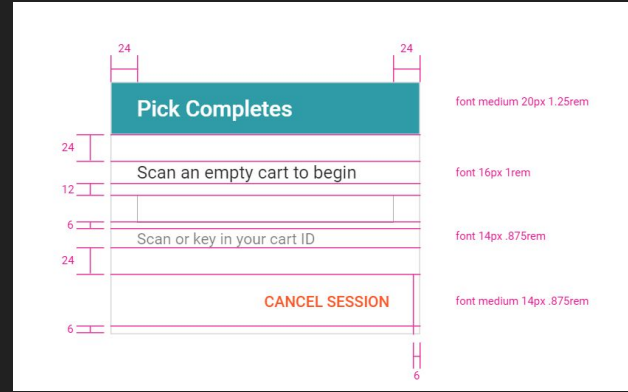 24
24
Pick Completes
font medium 20px 1.25rem
24
Scan an empty cart to begin
font 16px 1rem
12
6
Scan or key in your cart ID
font 14px .875rem
24
CANCEL SESSION
font medium 14px .875rem
6
6